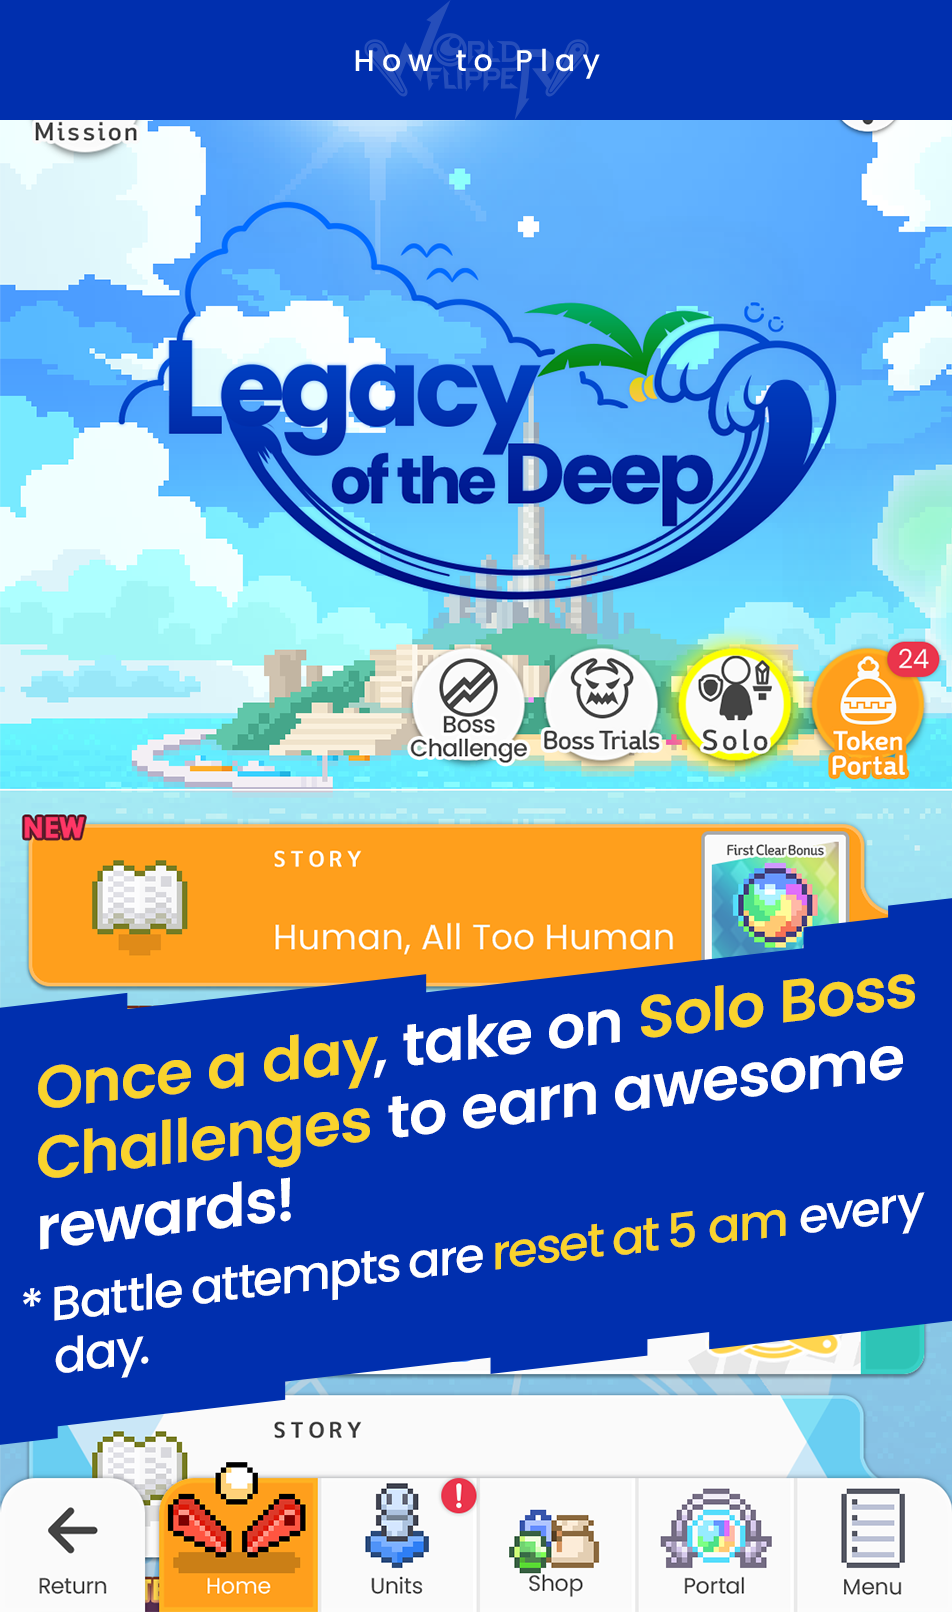 How to Play
WORLD
FLIPPER
Mission
Legacy
of the Deep
24
Boss
Challenge
Boss Trials
Solo
Token
Portal
NEW
STORY
First Clear Bonus
Human, All Too Human
Once a day, take on Solo Boss
Challenges to earn awesome
rewards!
* Battle attempts are reset at 5 am every
day.
STORY
!
Return
Home
Units
Shop
Portal
Menu